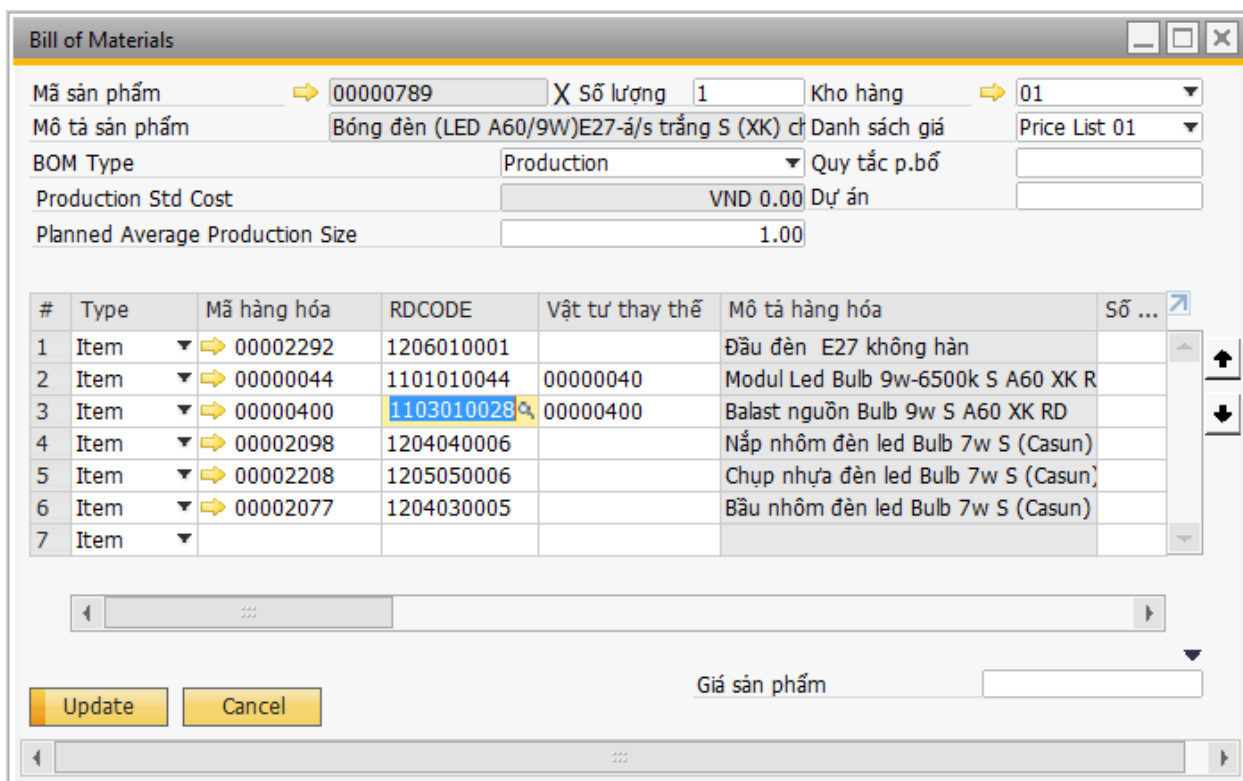 Bill of Materials
Mã sản phẩm 00000789 X Số lượng 1 Kho hàng 01
Mô tả sản phẩm Bóng đèn (LED A60/9W)E27-á/s trắng S (XK) ch Danh sách giá Price List 01
BOM Type Production Quy tắc p.bổ
Production Std Cost VND 0.00 Dự án
Planned Average Production Size 1.00
# Type Mã hàng hóa RDCODE Vật tư thay thế Mô tả hàng hóa Số ...
1 Item 00002292 1206010001 Đầu đèn E27 không hàn
2 Item 00000044 1101010044 00000040 Modul Led Bulb 9w-6500k S A60 XK R
3 Item 00000400 1103010028 00000400 Balast nguồn Bulb 9w S A60 XK RD
4 Item 00002098 1204040006 Nắp nhôm đèn led Bulb 7w S (Casun)
5 Item 00002208 1205050006 Chụp nhựa đèn led Bulb 7w S (Casun)
6 Item 00002077 1204030005 Bầu nhôm đèn led Bulb 7w S (Casun)
7 Item
Giá sản phẩm
Update Cancel